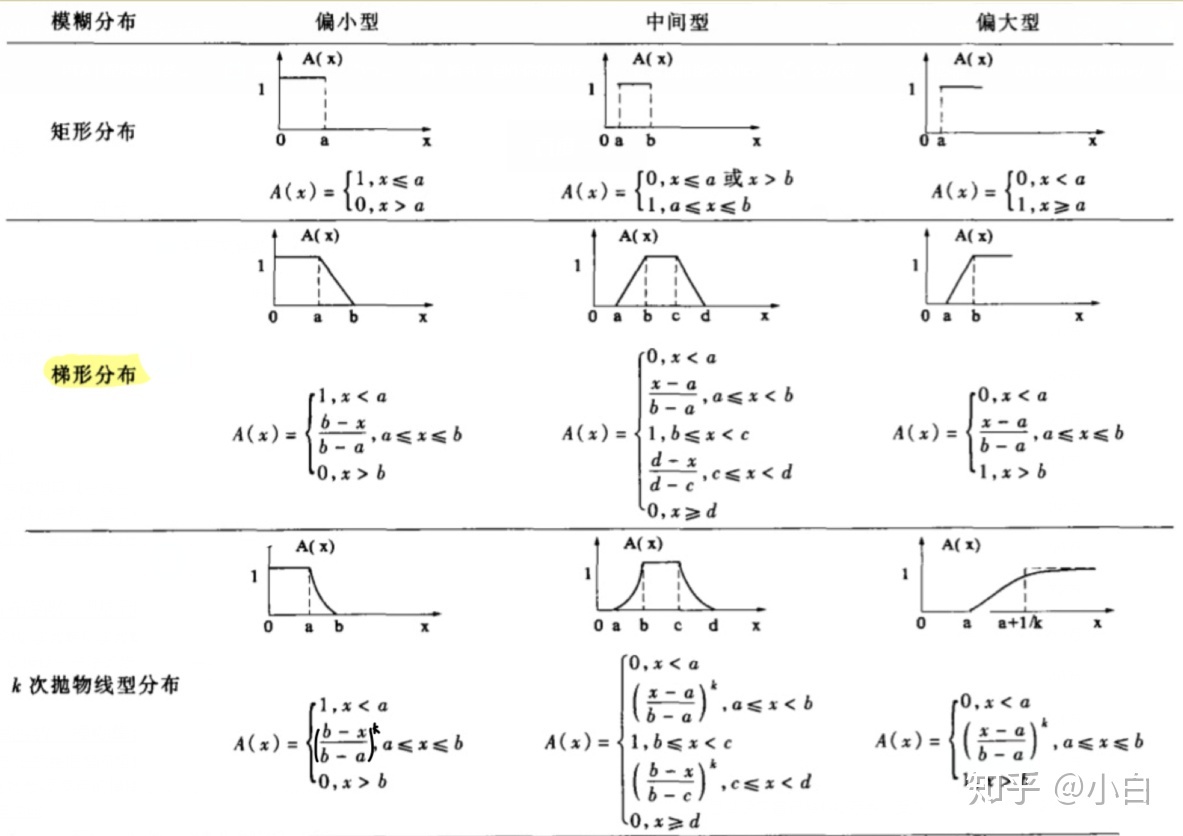 模糊分布 偏小型 中间型 偏大型
A(x) A(x) A(x)
1 1 1
矩形分布
0 a x 0 a b x 0 a x
A(x)={1,x⩽a 0,x>a A(x)={0,x⩽a 或 x>b 1,a⩽x⩽b A(x)={0,x<a 1,x⩾a
A(x) A(x) A(x)
1 1 1
0 a b x 0 a b c d x 0 a b x
梯形分布
A(x)={1,x<a (b-x)/(b-a),a⩽x⩽b 0,x>b A(x)={0,x<a (x-a)/(b-a),a⩽x<b 1,b⩽x<c (d-x)/(d-c),c⩽x<d 0,x⩾d A(x)={0,x<a (x-a)/(b-a),a⩽x⩽b 1,x>b
A(x) A(x) A(x)
1 1 1
0 a b x 0 a b c d x 0 a a+1/k x
k 次抛物线型分布
A(x)={1,x<a ((b-x)/(b-a))^k,a⩽x⩽b 0,x>b A(x)={0,x<a ((x-a)/(b-a))^k,a⩽x<b 1,b⩽x<c ((b-x)/(b-c))^k,c⩽x<d 0,x⩾d A(x)={0,x<a ((x-a)/(b-a))^k,a⩽x⩽b
知乎 @小白